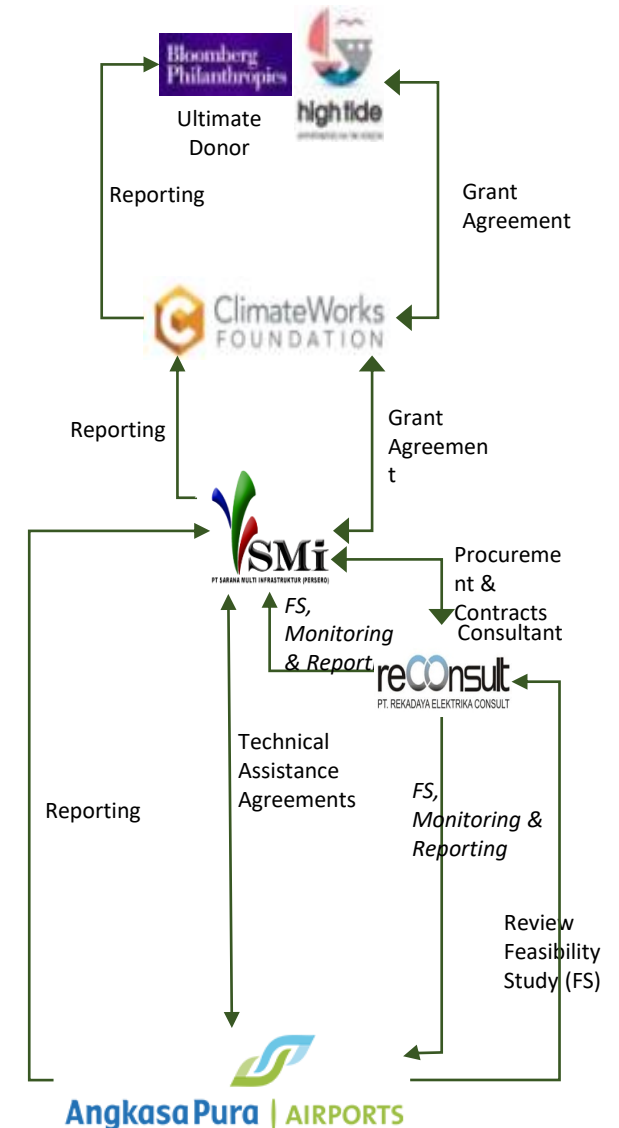 Bloomberg
Philanthropies
high tide
Ultimate
Donor
Reporting
Grant
Agreement
ClimateWorks
FOUNDATION
Reporting
Grant
Agreemen
t
SMi
PT SARANA MULTI INFRASTRUKTUR (PERSERO)
Procureme
nt &
Contracts
Consultant
FS,
Monitoring
& Report
reCOnsult
PT. REKADAYA ELEKTRIKA CONSULT
Technical
Assistance
Agreements
FS,
Monitoring &
Reporting
Reporting
Review
Feasibility
Study (FS)
AngkasaPura | AIRPORTS